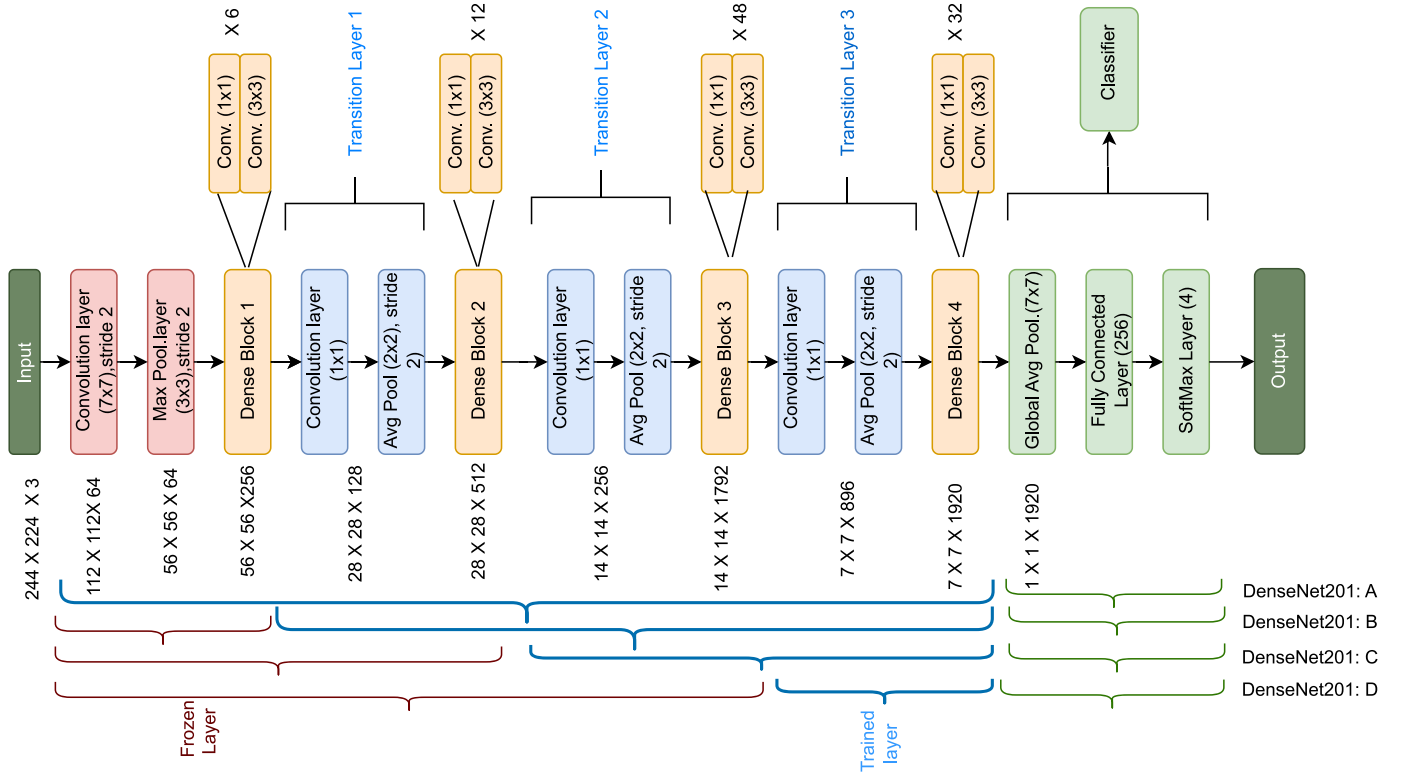 X 6
Conv. (1x1)
Conv. (3x3)
Transition Layer 1
X 12
Conv. (1x1)
Conv. (3x3)
Transition Layer 2
X 48
Conv. (1x1)
Conv. (3x3)
Transition Layer 3
X 32
Conv. (1x1)
Conv. (3x3)
Classifier
Input
Convolution layer
(7x7),stride 2
Max Pool.layer
(3x3),stride 2
Dense Block 1
Convolution layer
(1x1)
Avg Pool (2x2), stride
2)
Dense Block 2
Convolution layer
(1x1)
Avg Pool (2x2, stride
2)
Dense Block 3
Convolution layer
(1x1)
Avg Pool (2x2, stride
2)
Dense Block 4
Global Avg Pool.(7x7)
Fully Connected
Layer (256)
SoftMax Layer (4)
Output
244 X 224 X 3
112 X 112X 64
56 X 56 X 64
56 X 56 X256
28 X 28 X 128
28 X 28 X 512
14 X 14 X 256
14 X 14 X 1792
7 X 7 X 896
7 X 7 X 1920
1 X 1 X 1920
DenseNet201: A
DenseNet201: B
DenseNet201: C
DenseNet201: D
Frozen
Layer
Trained
layer